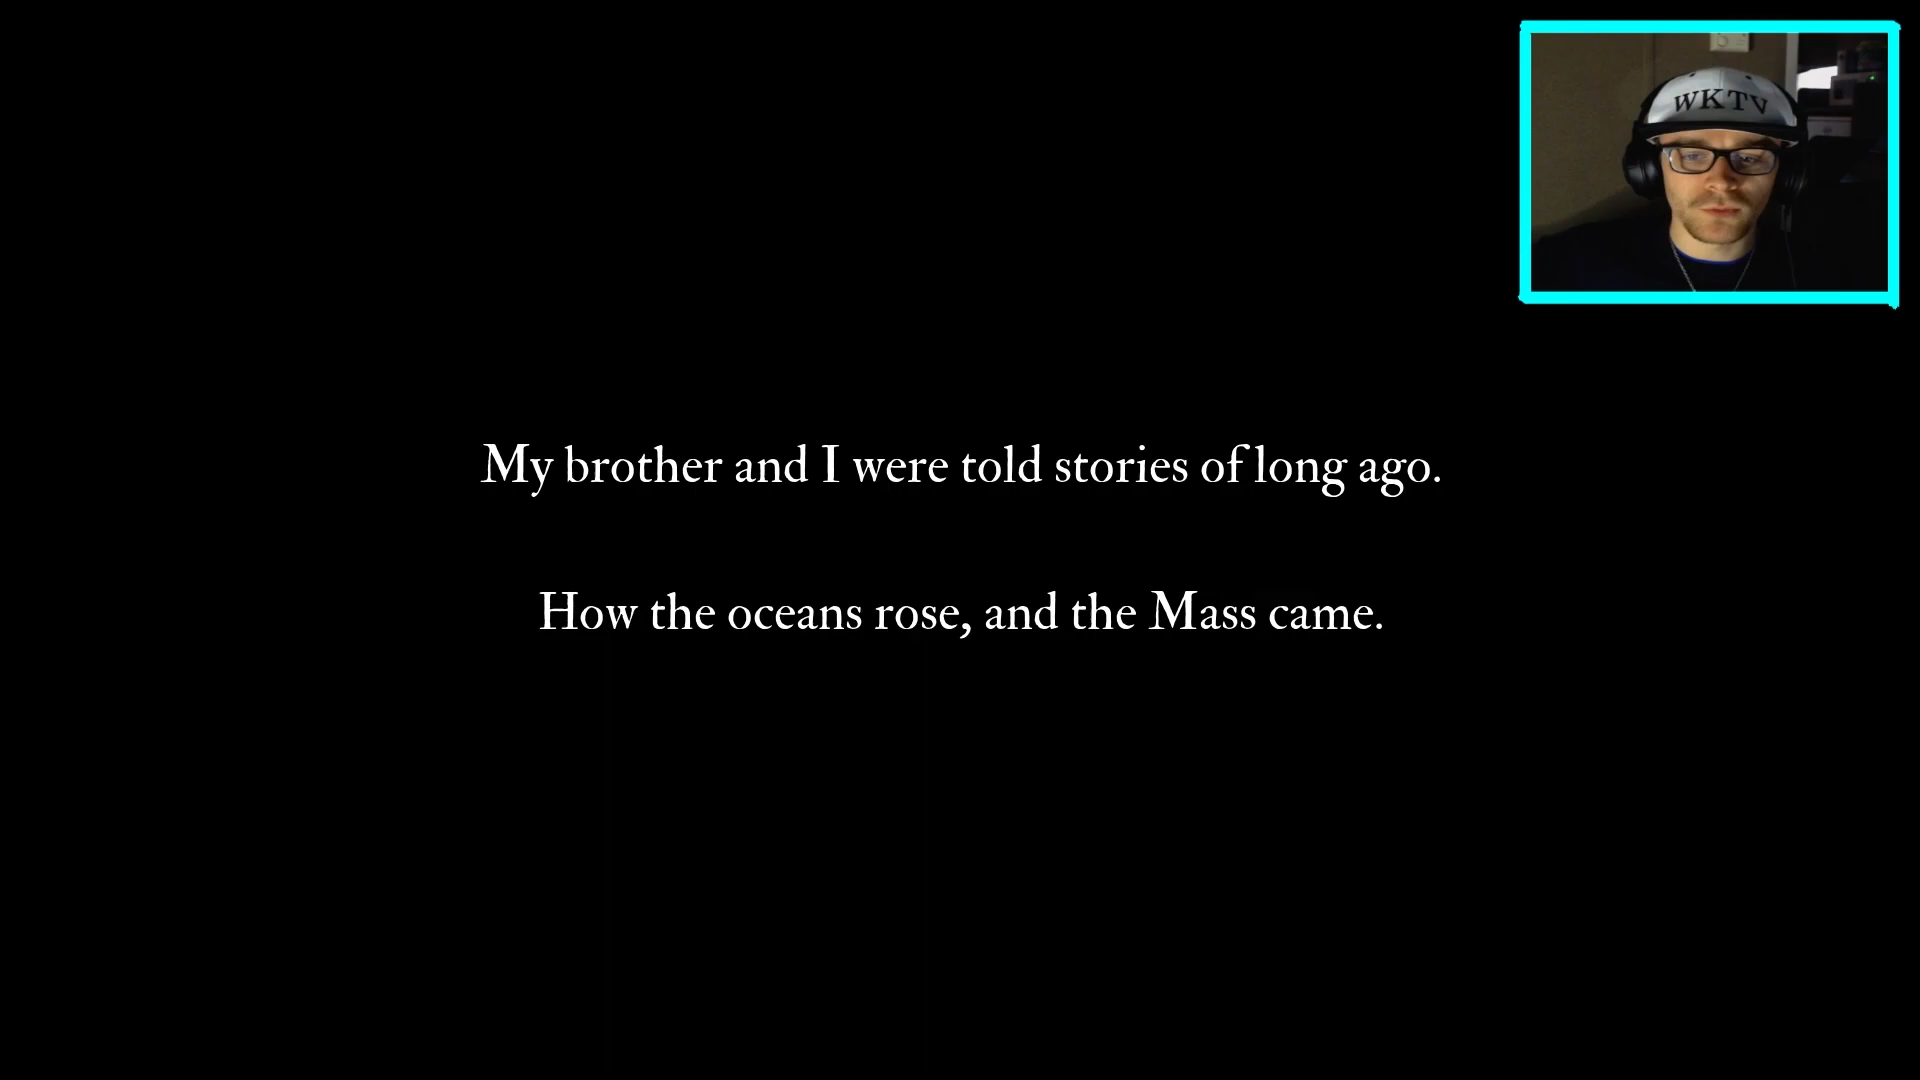 WKTV
My brother and I were told stories of long ago.
How the oceans rose, and the Mass came.